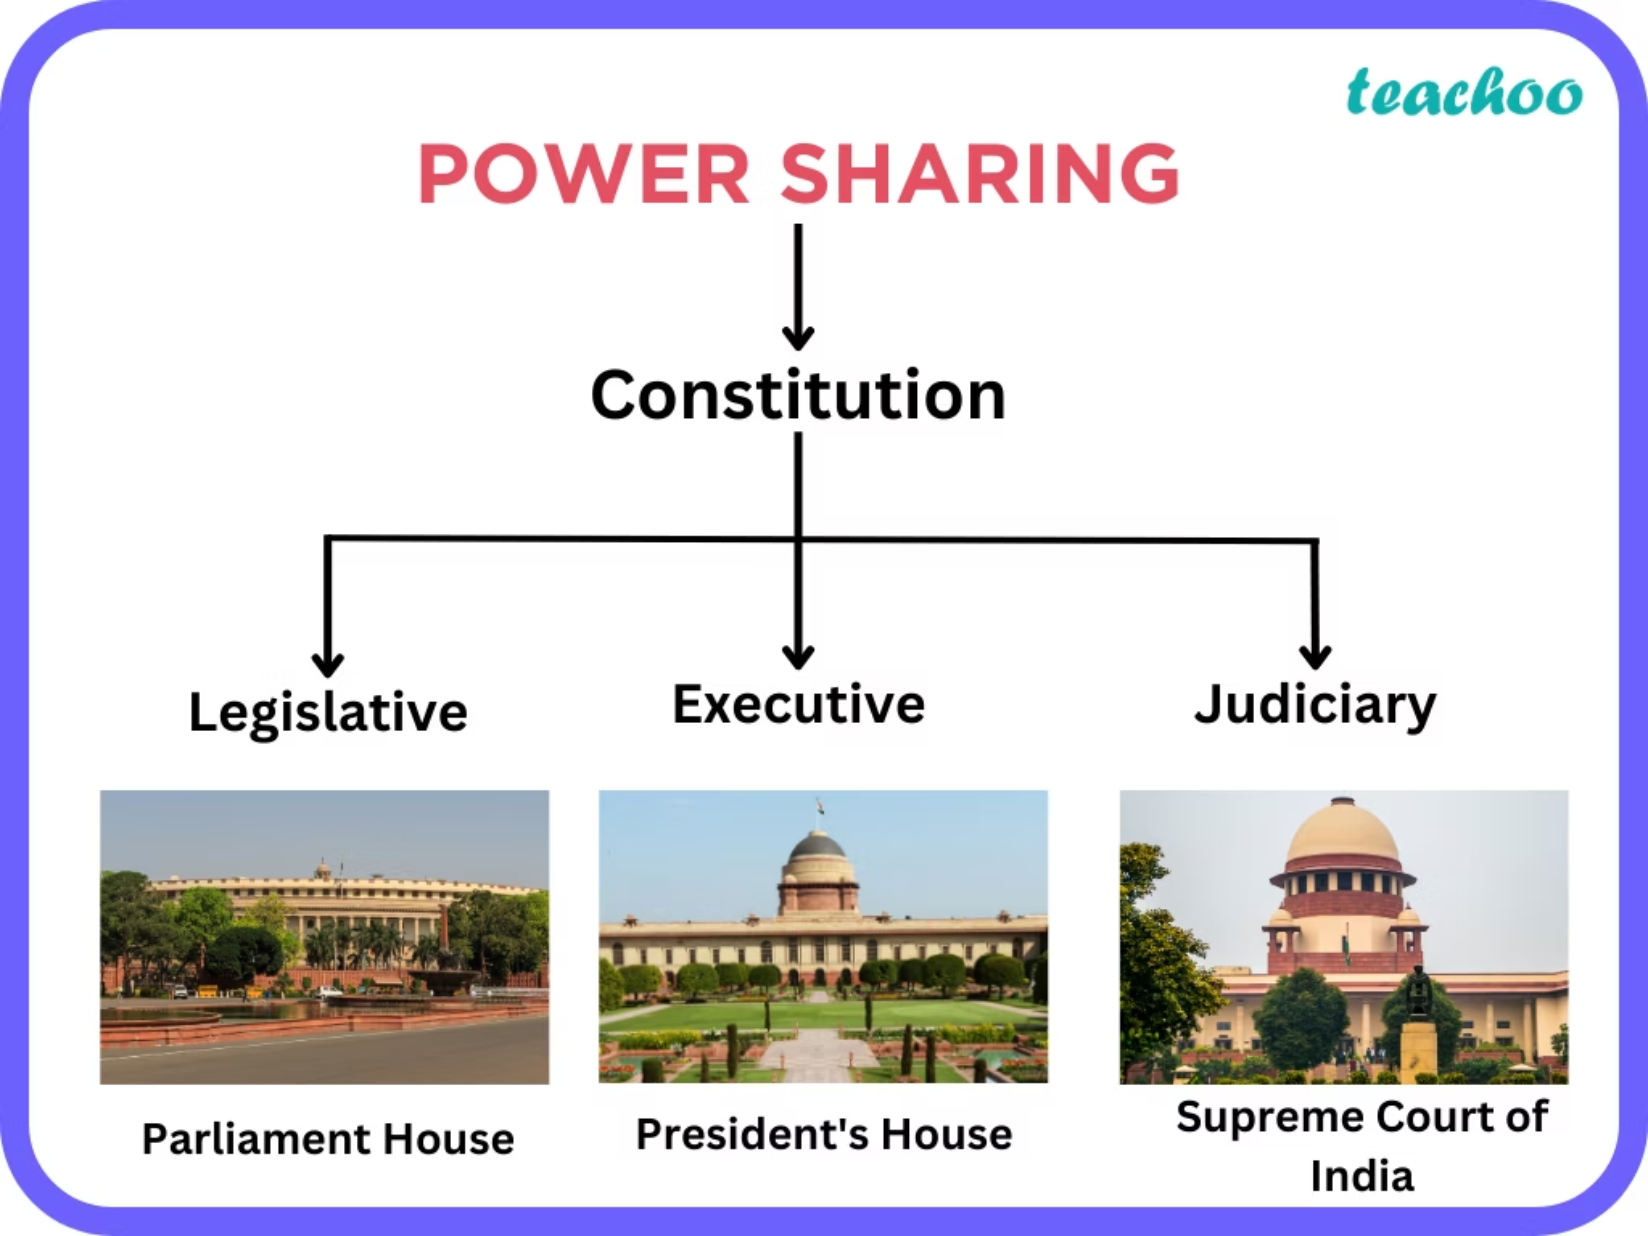 teachoo
POWER SHARING
Constitution
Legislative
Executive
Judiciary
Parliament House
President's House
Supreme Court of
India